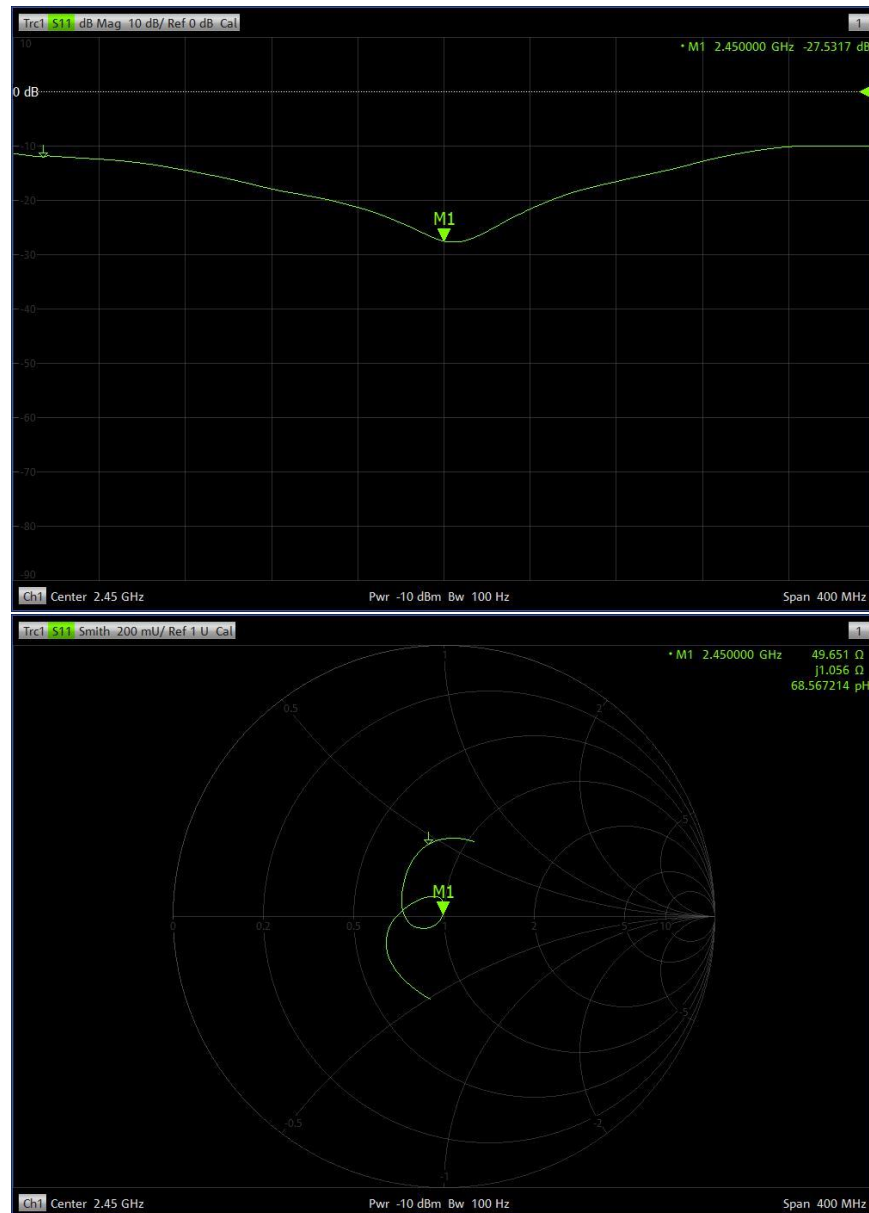 Trc1 S11 dB Mag 10 dB/ Ref 0 dB Cal 1
10
• M1 2.450000 GHz -27.5317 dB
0 dB
-10
-20
M1
-30
-40
-50
-60
-70
-80
-90
Ch1 Center 2.45 GHz Pwr -10 dBm Bw 100 Hz Span 400 MHz
Trc1 S11 Smith 200 mU/ Ref 1 U Cal 1
• M1 2.450000 GHz 49.651 Ω
j1.056 Ω
68.567214 pH
1
0.5 2
5
M1
0 0.2 0.5 1 2 5 10
-5
-0.5 -2
-1
Ch1 Center 2.45 GHz Pwr -10 dBm Bw 100 Hz Span 400 MHz